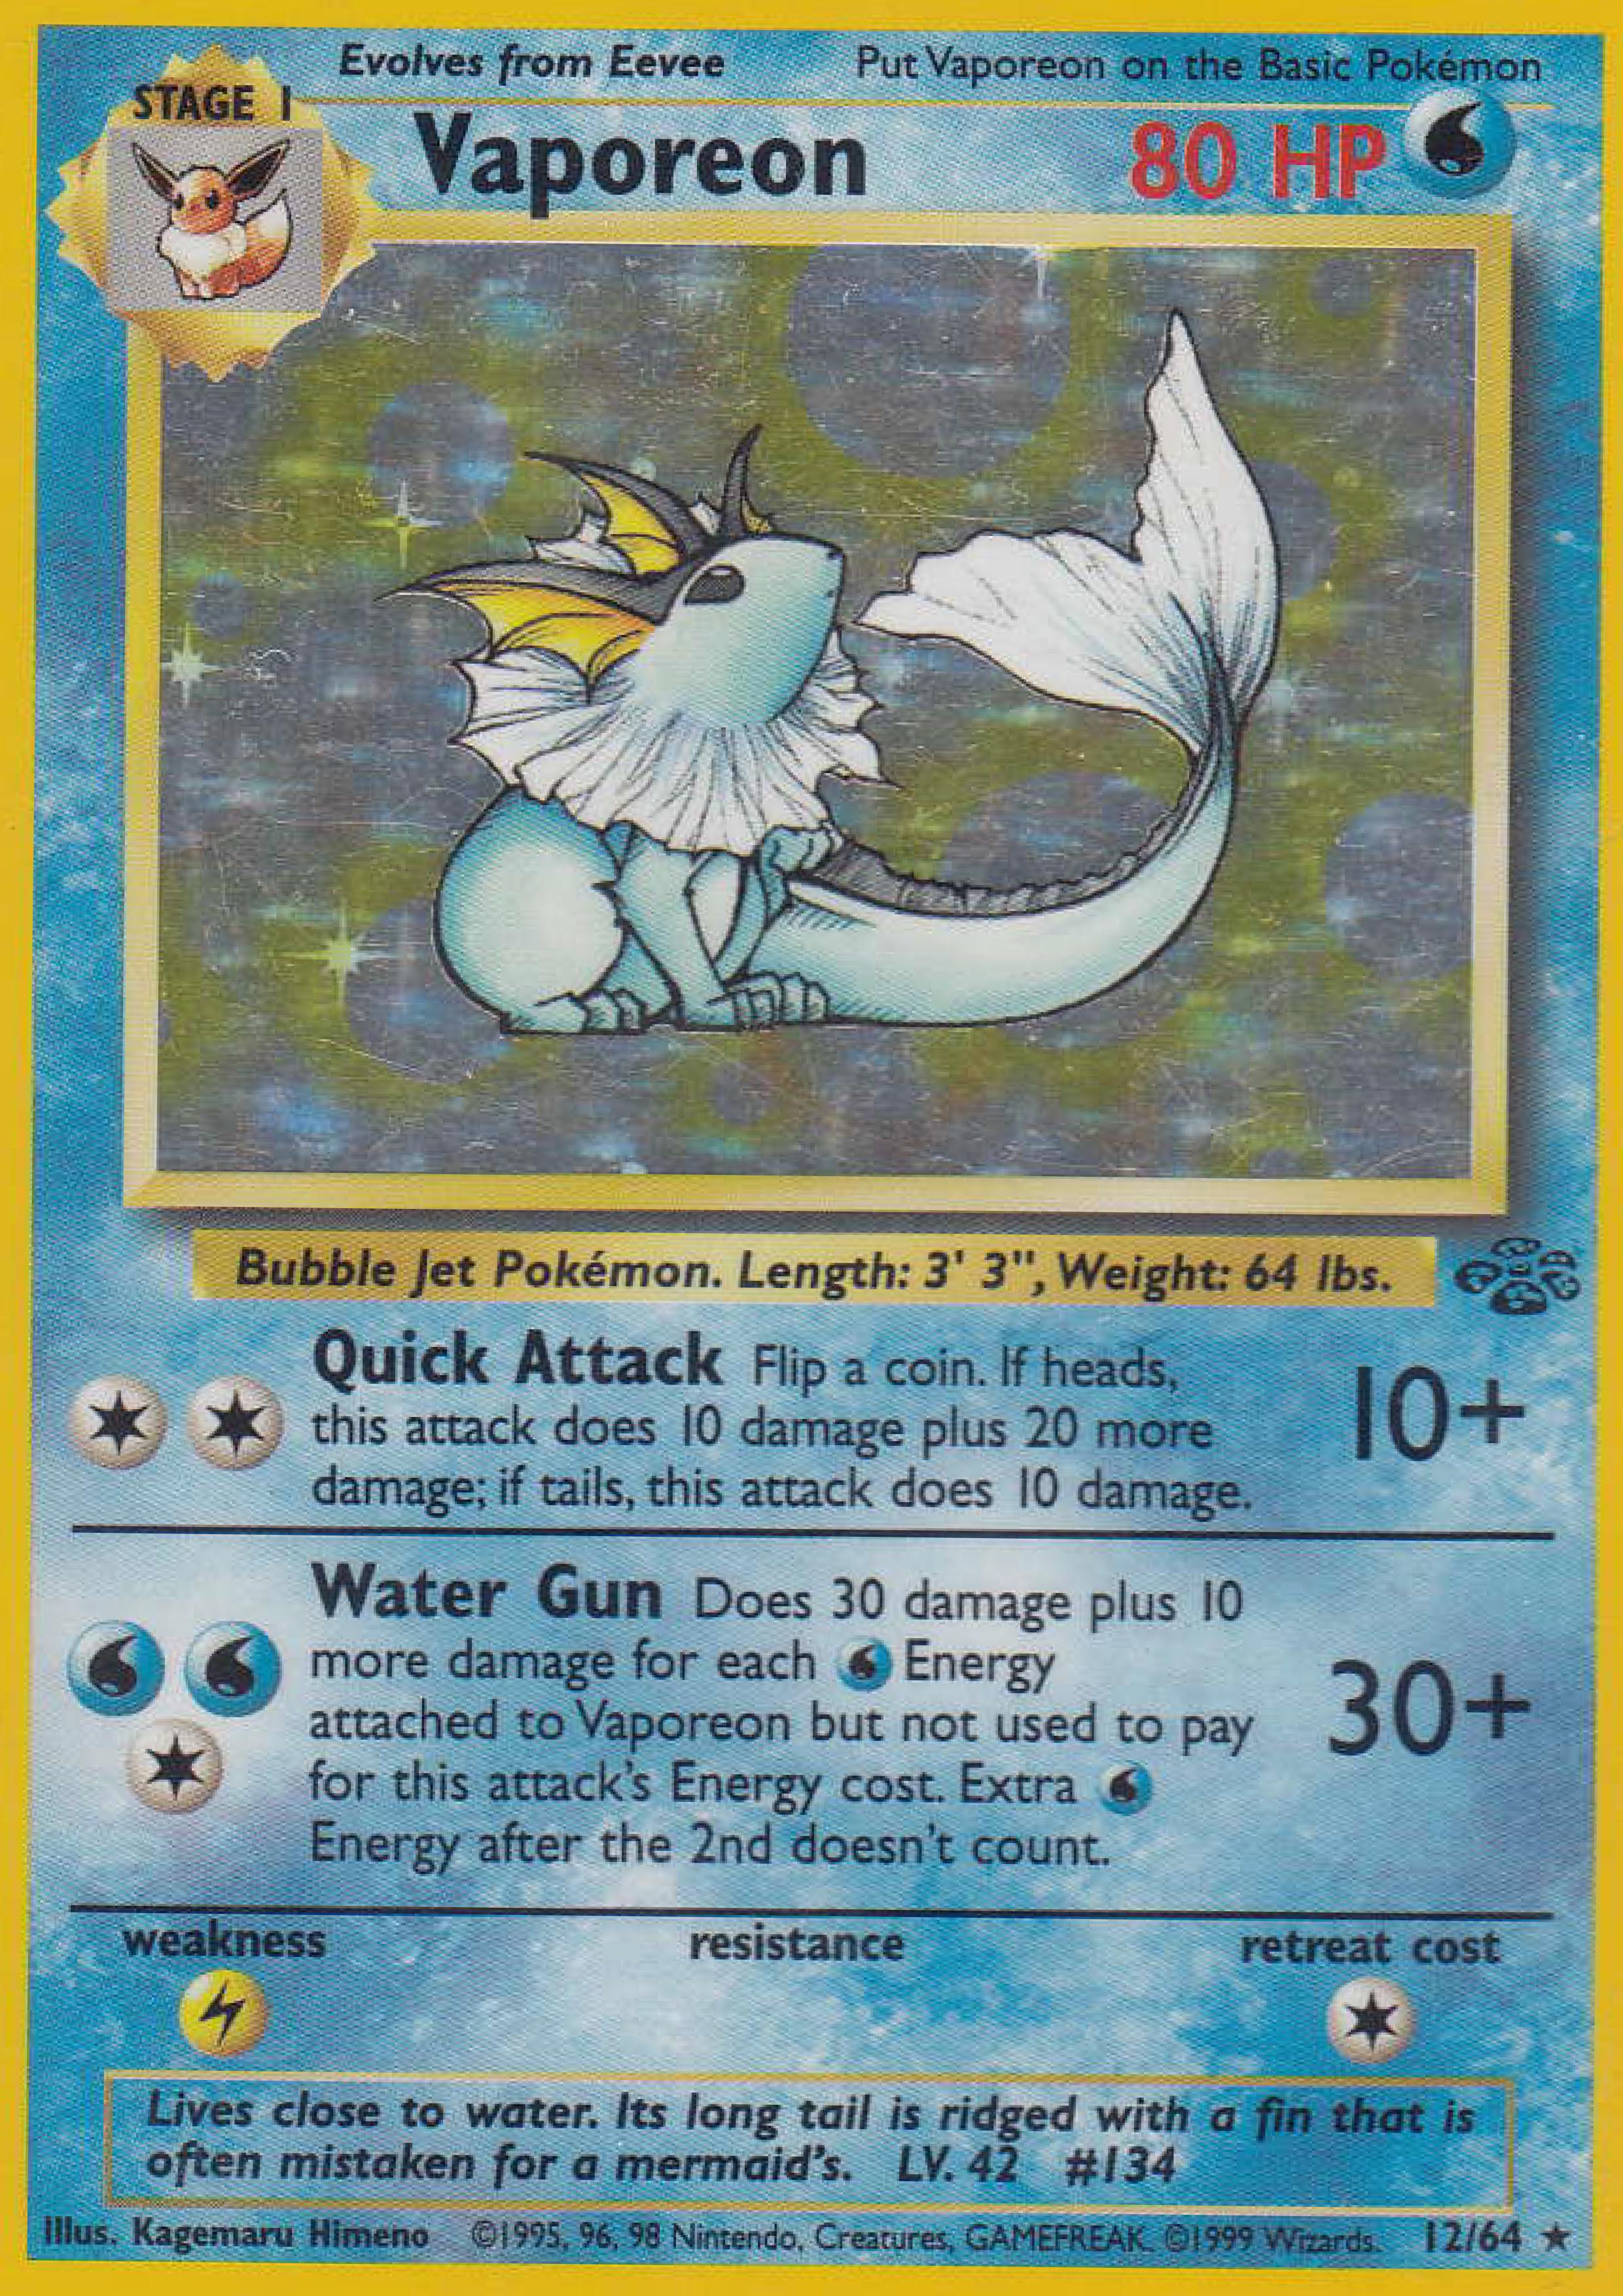 Evolves from Eevee Put Vaporeon on the Basic Pokémon
STAGE 1
Vaporeon 80 HP
Bubble Jet Pokémon. Length: 3' 3", Weight: 64 lbs.
Quick Attack Flip a coin. If heads,
this attack does 10 damage plus 20 more
damage; if tails, this attack does 10 damage.
10+
Water Gun Does 30 damage plus 10
more damage for each Energy
attached to Vaporeon but not used to pay
for this attack's Energy cost. Extra
Energy after the 2nd doesn't count.
30+
weakness resistance retreat cost
Lives close to water. Its long tail is ridged with a fin that is
often mistaken for a mermaid's. LV. 42 #134
Illus. Kagemaru Himeno ©1995, 96, 98 Nintendo, Creatures, GAMEFREAK. ©1999 Wizards. 12/64 ★